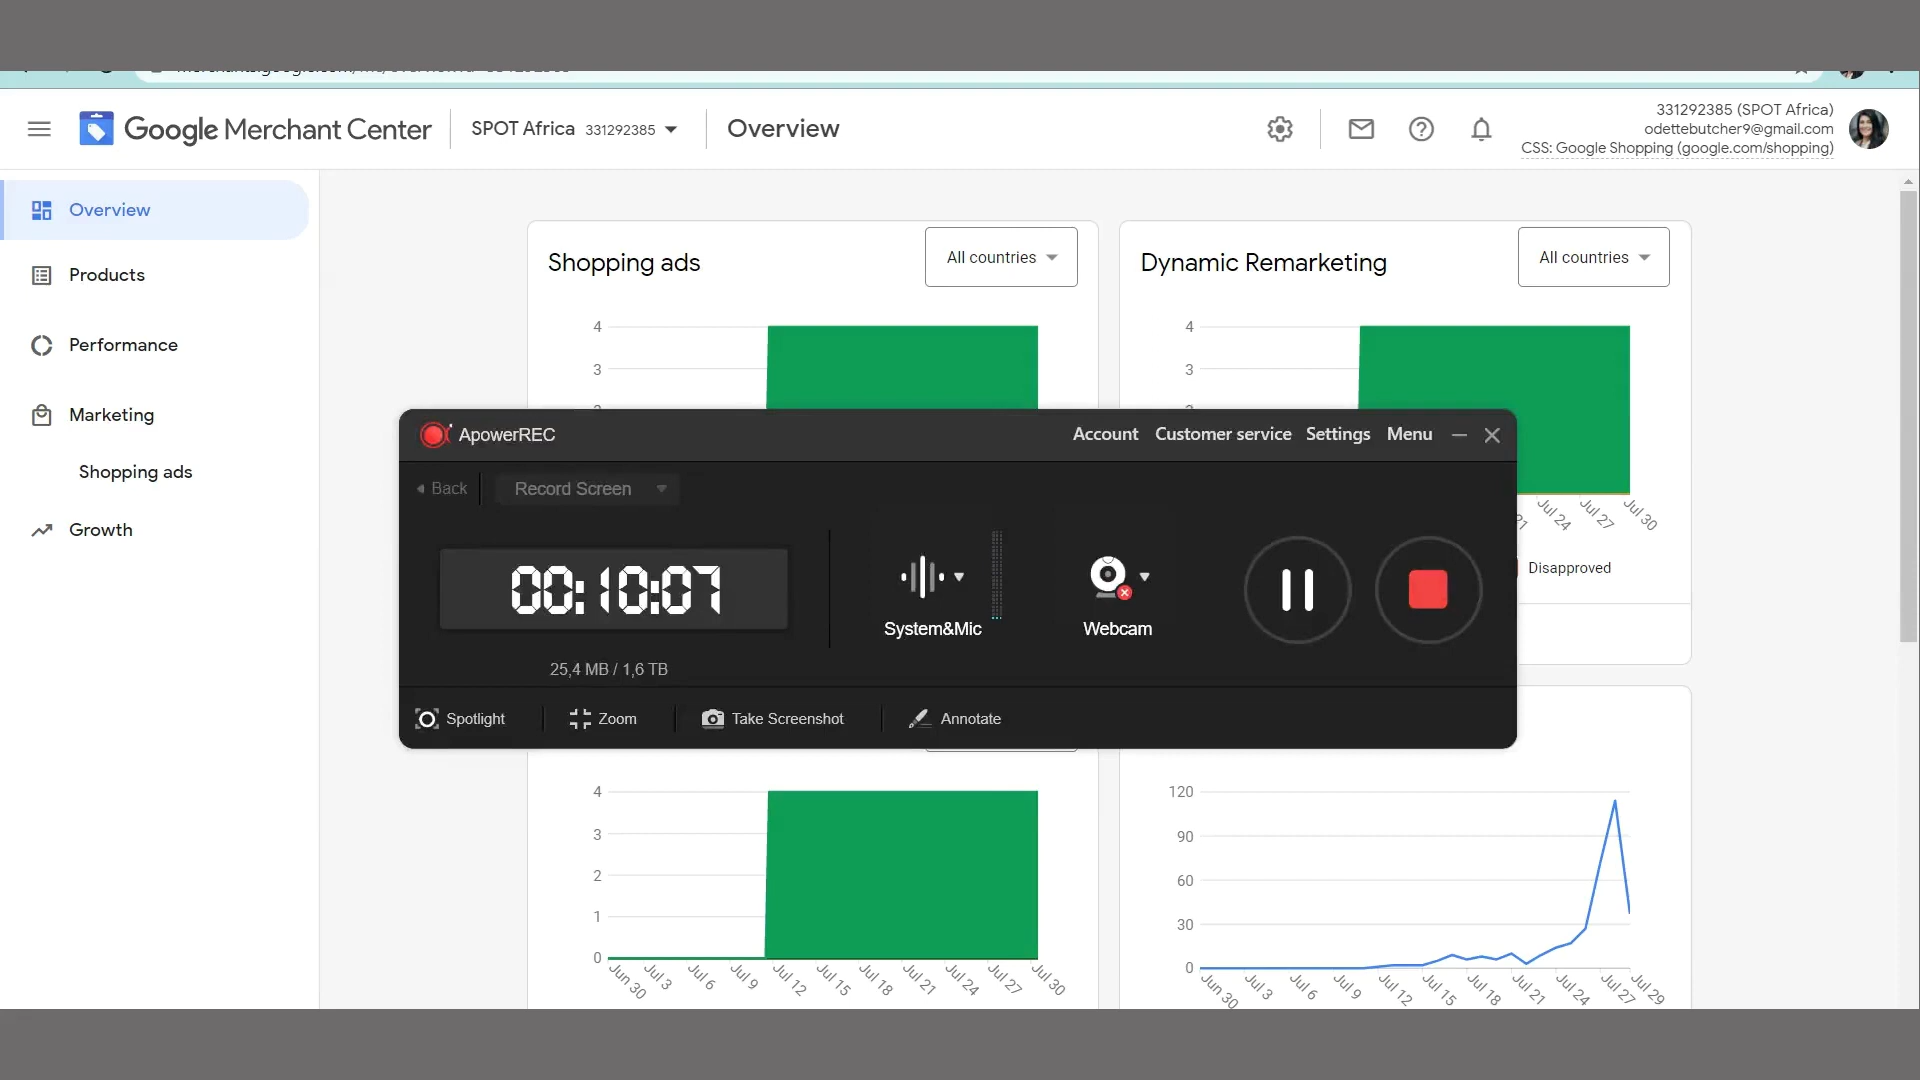 Google Merchant Center
SPOT Africa 331292385
Overview
331292385 (SPOT Africa)
odettebutcher9@gmail.com
CSS: Google Shopping (google.com/shopping)
Overview
Products
Performance
Marketing
Shopping ads
Growth
Shopping ads
All countries
4
3
Dynamic Remarketing
All countries
4
3
Jul 24
Jul 27
Jul 30
Disapproved
ApowerREC
Account
Customer service
Settings
Menu
Back
Record Screen
00:10:07
25,4 MB / 1,6 TB
System&Mic
Webcam
Spotlight
Zoom
Take Screenshot
Annotate
4
3
2
1
0
Jun 30
Jul 3
Jul 6
Jul 9
Jul 12
Jul 15
Jul 18
Jul 21
Jul 24
Jul 27
Jul 30
120
90
60
30
0
Jun 30
Jul 3
Jul 6
Jul 9
Jul 12
Jul 15
Jul 18
Jul 21
Jul 24
Jul 27
Jul 29